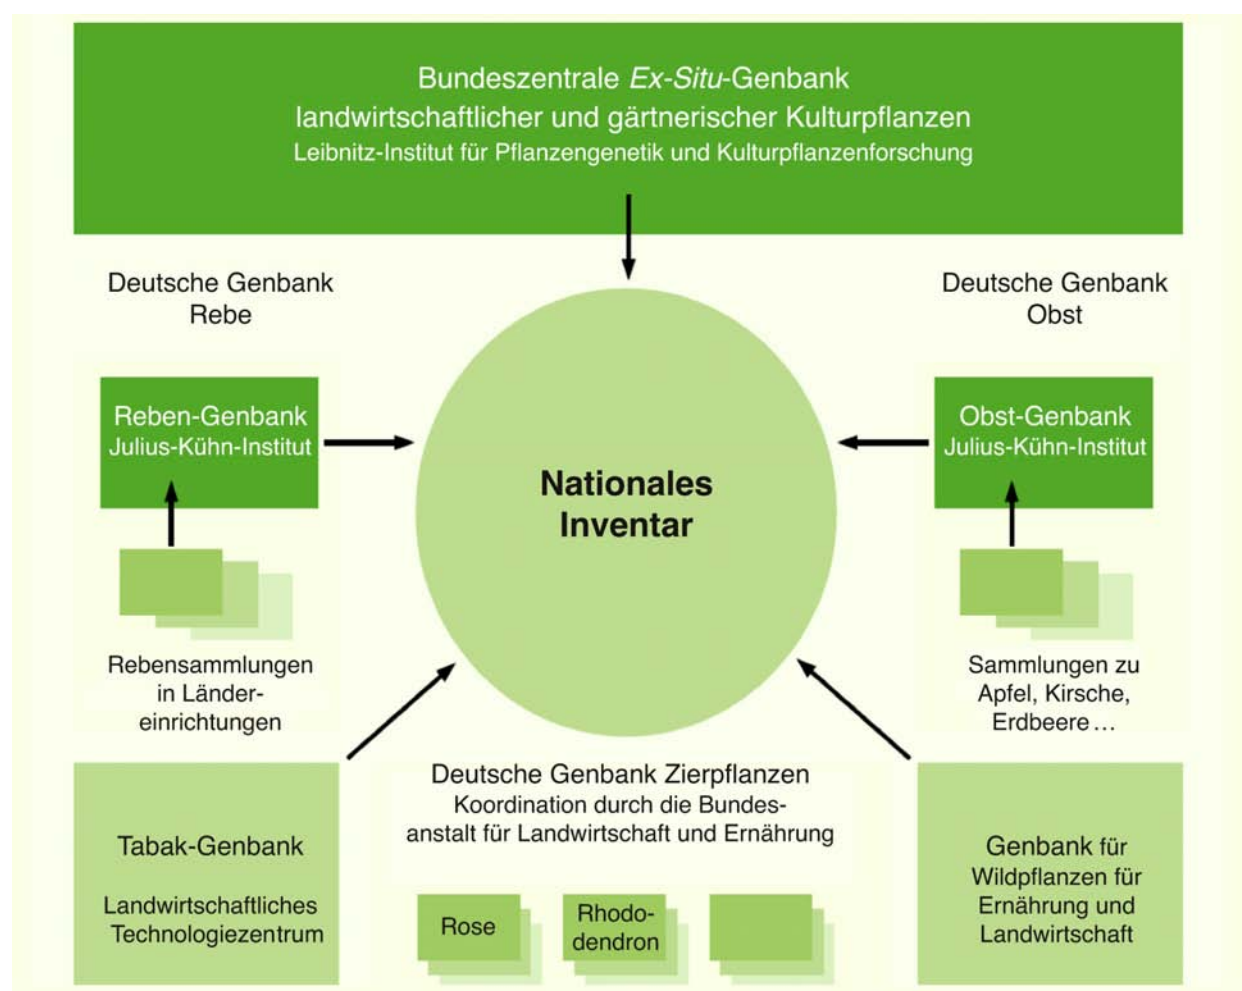 Bundeszentrale Ex-Situ-Genbank
landwirtschaftlicher und gärtnerischer Kulturpflanzen
Leibnitz-Institut für Pflanzengenetik und Kulturpflanzenforschung
Deutsche Genbank
Rebe
Deutsche Genbank
Obst
Reben-Genbank
Julius-Kühn-Institut
Nationales
Inventar
Obst-Genbank
Julius-Kühn-Institut
Rebensammlungen
in Länder-
einrichtungen
Sammlungen zu
Apfel, Kirsche,
Erdbeere …
Tabak-Genbank
Landwirtschaftliches
Technologiezentrum
Deutsche Genbank Zierpflanzen
Koordination durch die Bundes-
anstalt für Landwirtschaft und Ernährung
Rose
Rhodo-
dendron
Genbank für
Wildpflanzen für
Ernährung und
Landwirtschaft